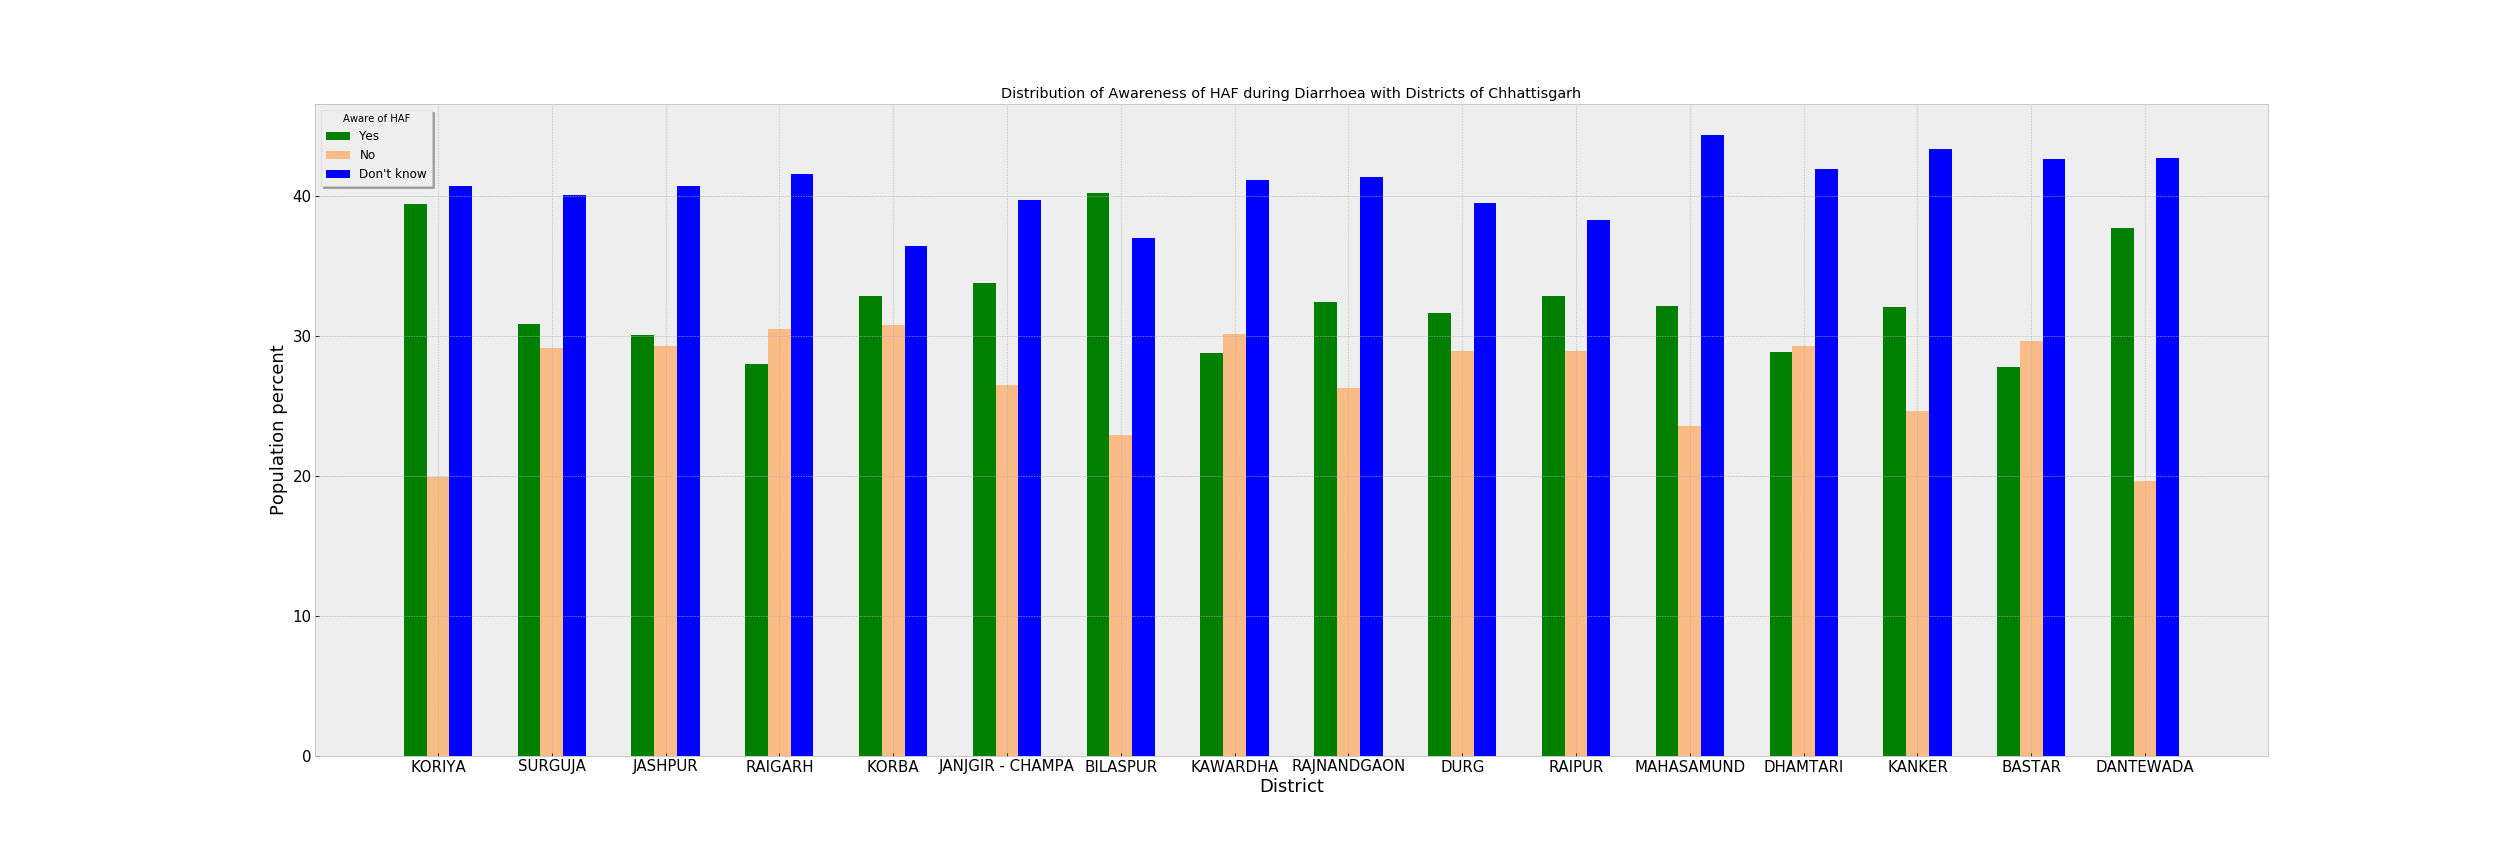 Distribution of Awareness of HAF during Diarrhoea with Districts of Chhattisgarh
Aware of HAF
Yes
No
Don't know
Population percent
40
30
20
10
0
KORIYA SURGUJA JASHPUR RAIGARH KORBA JANJGIR - CHAMPA BILASPUR KAWARDHA RAJNANDGAON DURG RAIPUR MAHASAMUND DHAMTARI KANKER BASTAR DANTEWADA
District